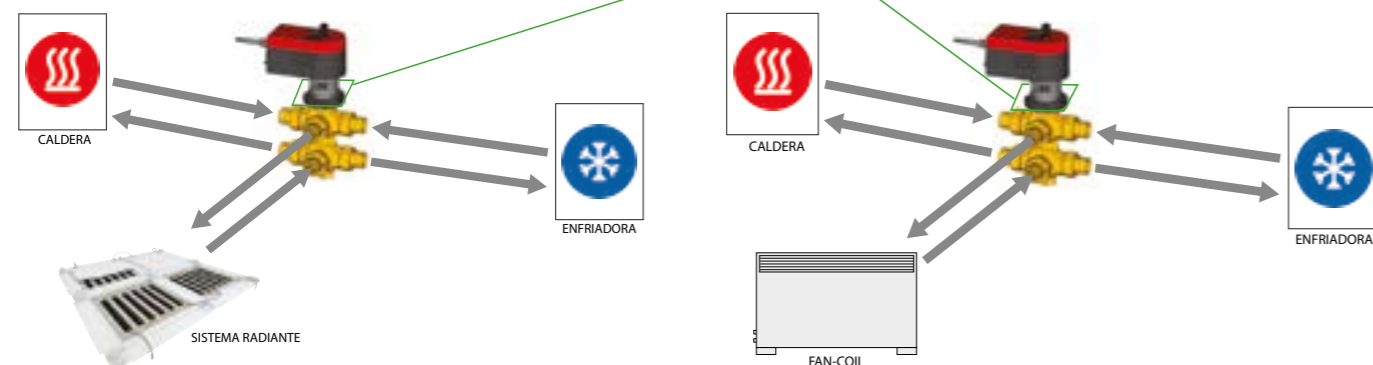 CALDERA
ENFRIADORA
SISTEMA RADIANTE
CALDERA
ENFRIADORA
FAN-COIL